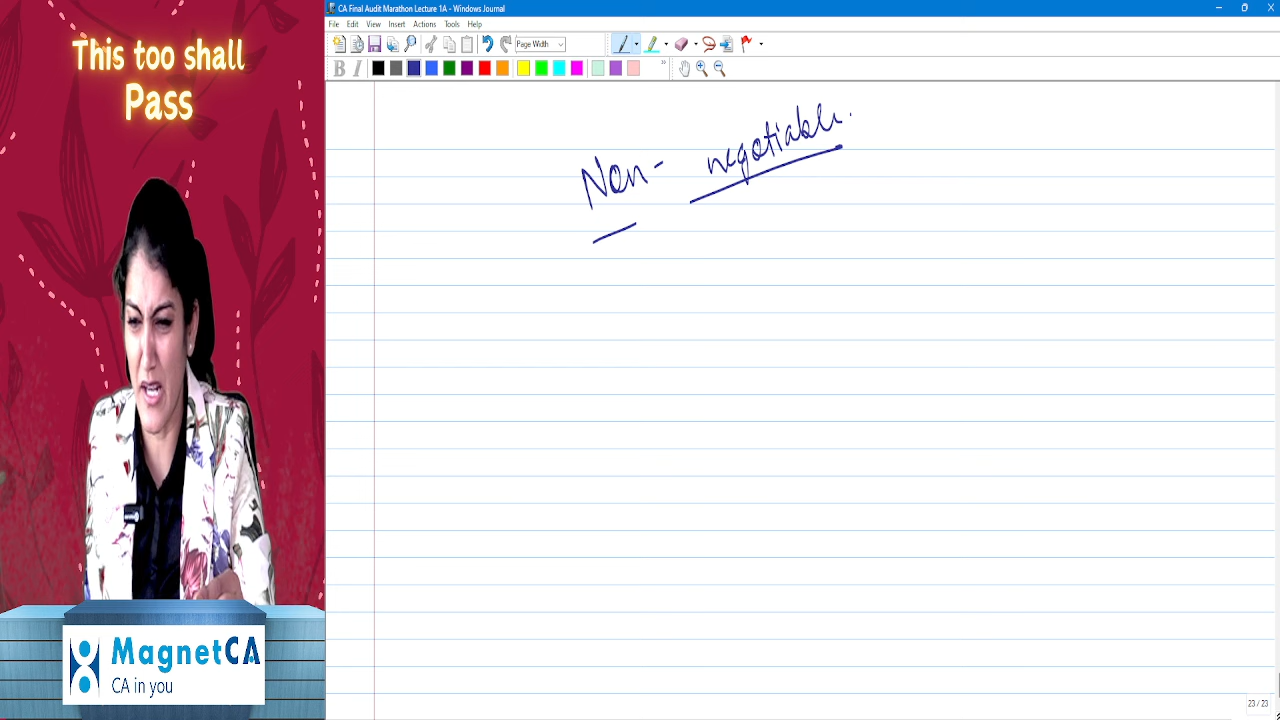 This too shall
Pass
MagnetCA
CA in you
CA Final Audit Marathon Lecture 1A - Windows Journal
File Edit View Insert Actions Tools Help
Page Width
B I
Non- negotiable.
23 / 23